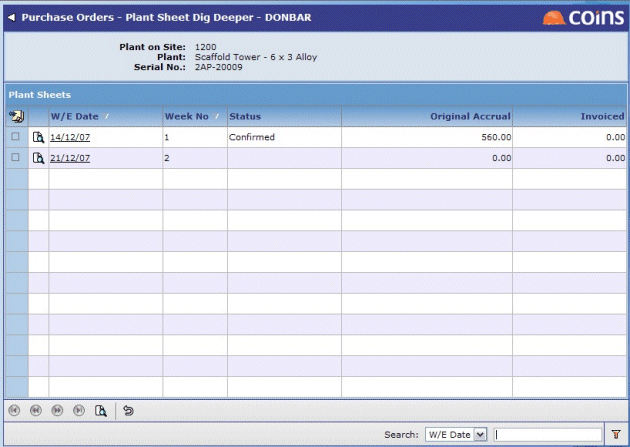 Purchase Orders - Plant Sheet Dig Deeper - DONBAR
COINS
Plant on Site: 1200
Plant: Scaffold Tower - 6 x 3 Alloy
Serial No.: 2AP-20009
Plant Sheets
W/E Date / Week No / Status Original Accrual Invoiced
14/12/07 1 Confirmed 560.00 0.00
21/12/07 2 0.00 0.00
Search: W/E Date